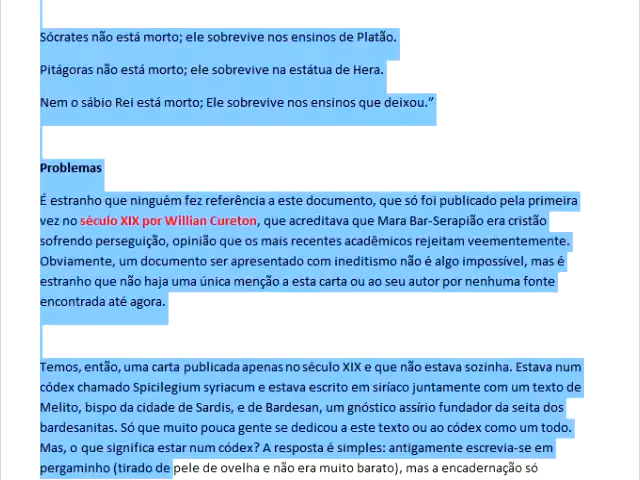 Sócrates não está morto; ele sobrevive nos ensinos de Platão.
Pitágoras não está morto; ele sobrevive na estátua de Hera.
Nem o sábio Rei está morto; Ele sobrevive nos ensinos que deixou.”
Problemas
É estranho que ninguém fez referência a este documento, que só foi publicado pela primeira
vez no século XIX por Willian Cureton, que acreditava que Mara Bar-Serapião era cristão
sofrendo perseguição, opinião que os mais recentes acadêmicos rejeitam veementemente.
Obviamente, um documento ser apresentado com ineditismo não é algo impossível, mas é
estranho que não haja uma única menção a esta carta ou ao seu autor por nenhuma fonte
encontrada até agora.
Temos, então, uma carta publicada apenas no século XIX e que não estava sozinha. Estava num
códex chamado Spicilegium syriacum e estava escrito em siríaco juntamente com um texto de
Melito, bispo da cidade de Sardis, e de Bardesan, um gnóstico assírio fundador da seita dos
bardesanitas. Só que muito pouca gente se dedicou a este texto ou ao códex como um todo.
Mas, o que significa estar num códex? A resposta é simples: antigamente escrevia-se em
pergaminho (tirado de pele de ovelha e não era muito barato), mas a encadernação só